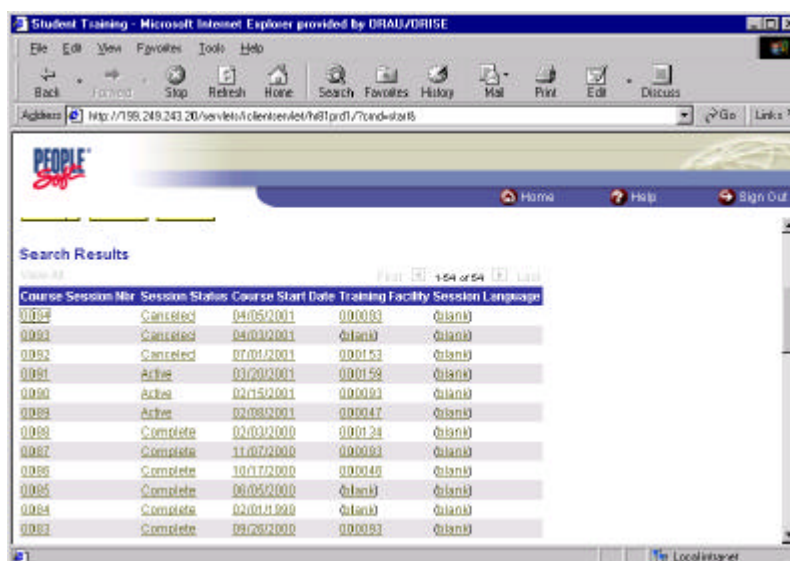 Student Training - Microsoft Internet Explorer provided by ORAU/ORISE
File Edit View Favorites Tools Help
Back Forward Stop Refresh Home Search Favorites History Mail Print Edit Discuss
Address Go Links
PEOPLE
Soft
Home Help Sign Out
Search Results
View All First 1-54 of 54 Last
Course Session Nbr Session Status Course Start Date Training Facility Session Language
0094 Canceled 04/05/2001 000093 (blank)
0093 Canceled 04/03/2001 (blank) (blank)
0092 Canceled 07/01/2001 000153 (blank)
0091 Active 03/20/2001 000159 (blank)
0090 Active 02/15/2001 000093 (blank)
0089 Active 02/08/2001 000047 (blank)
0088 Complete 02/03/2000 000134 (blank)
0087 Complete 11/07/2000 000093 (blank)
0086 Complete 10/17/2000 (blank)
0085 Complete 06/05/2000 (blank) (blank)
0084 Complete 02/01/1999 (blank) (blank)
0083 Complete 09/26/2000 000093 (blank)
Local intranet